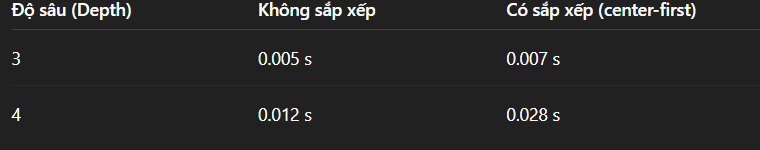 Độ sâu (Depth) Không sắp xếp Có sắp xếp (center-first)
3 0.005 s 0.007 s
4 0.012 s 0.028 s